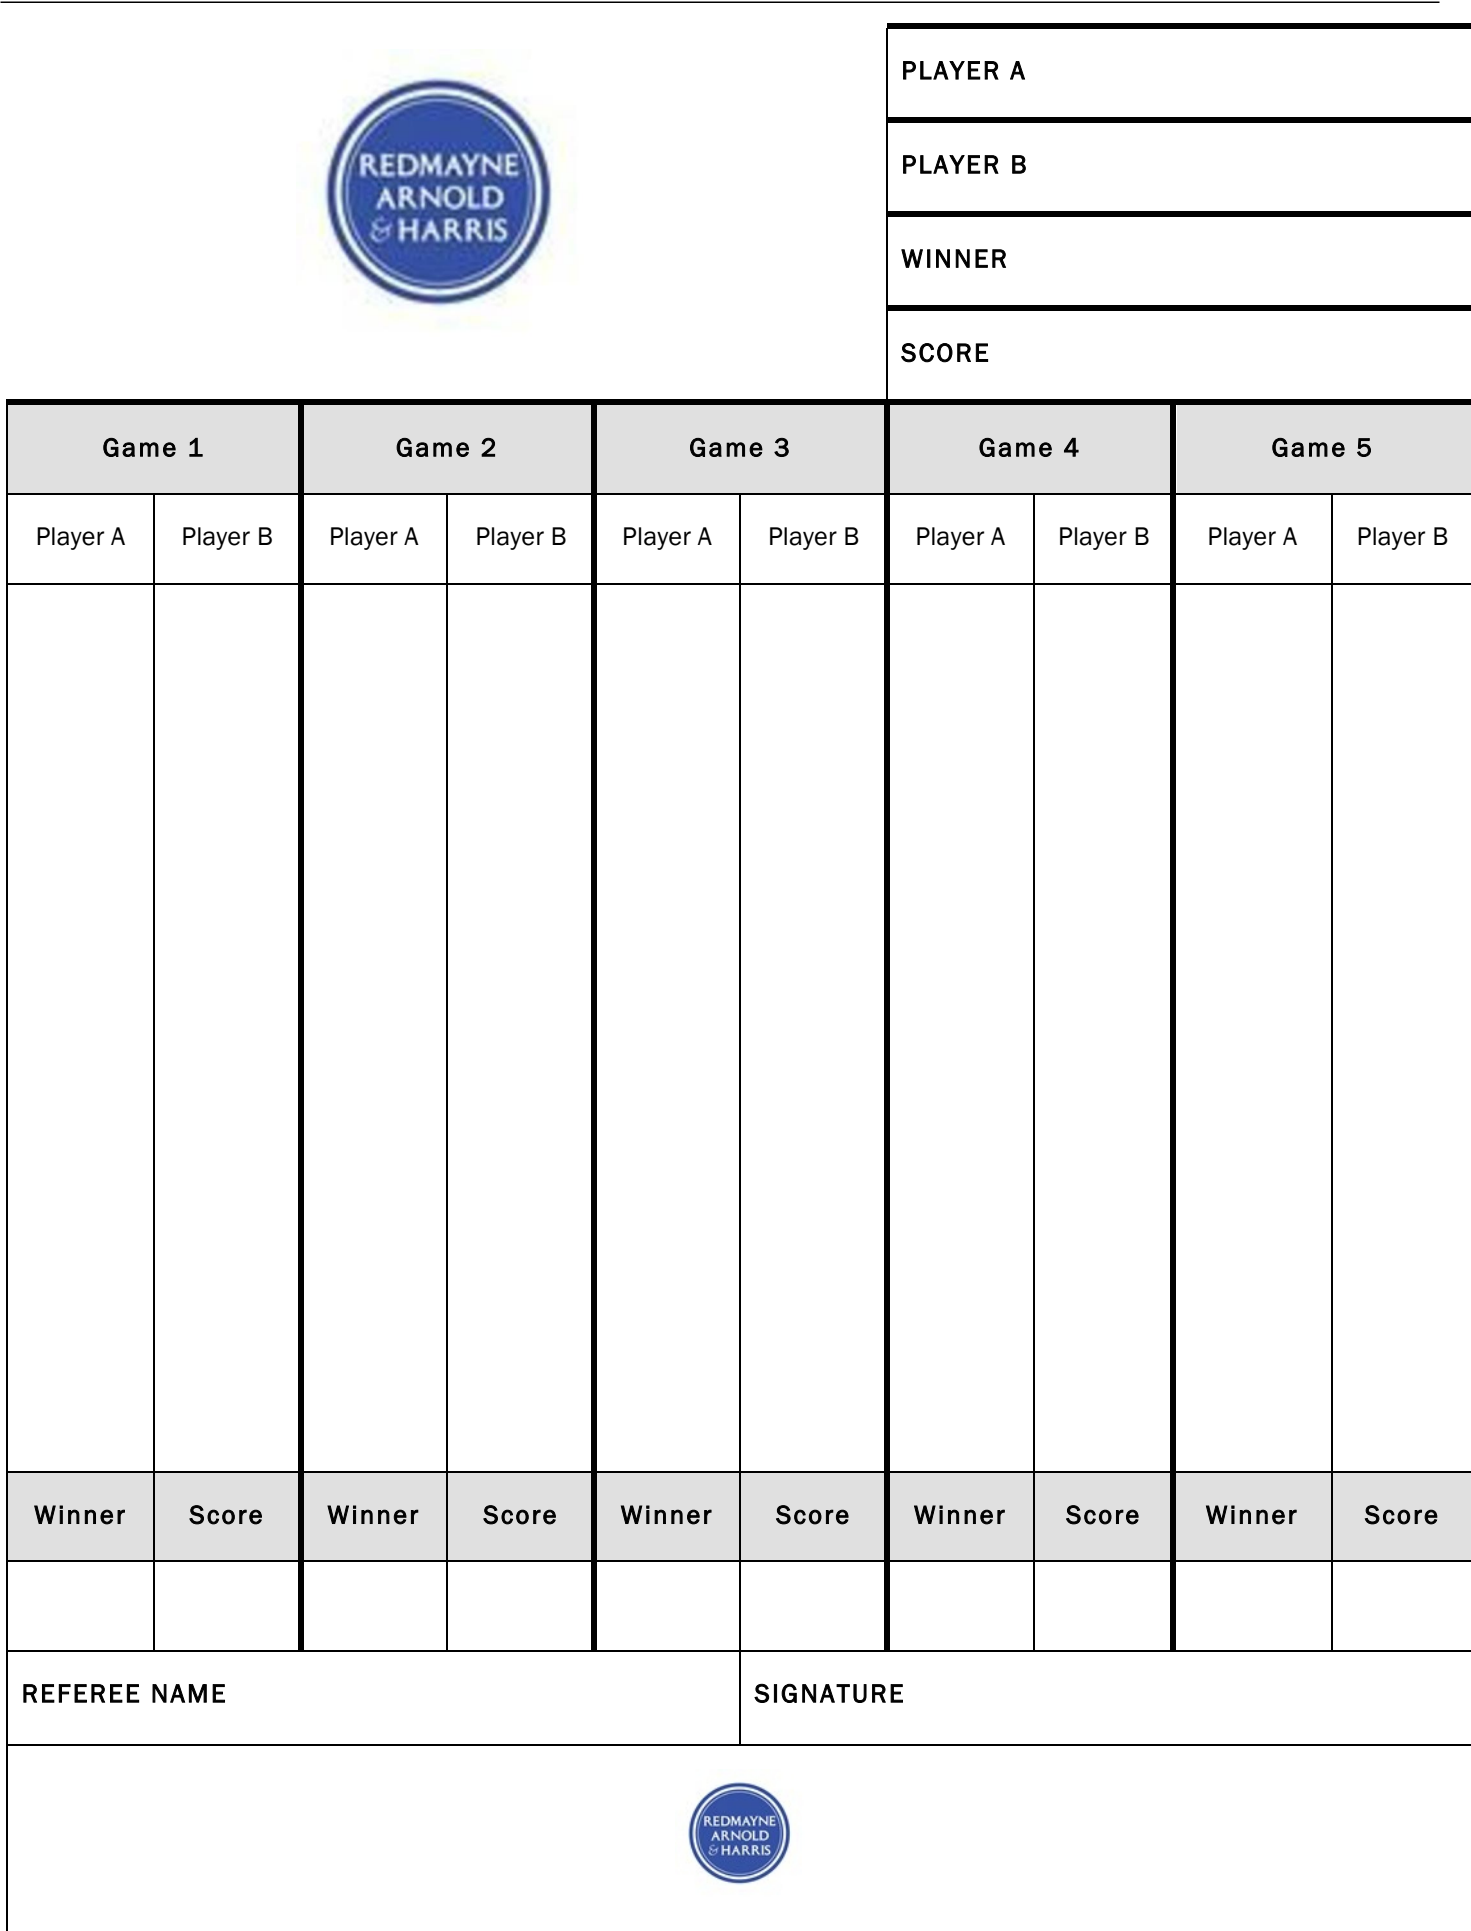 REDMAYNE
ARNOLD
& HARRIS
PLAYER A
PLAYER B
WINNER
SCORE
Game 1 Game 2 Game 3 Game 4 Game 5
Player A Player B Player A Player B Player A Player B Player A Player B Player A Player B
Winner Score Winner Score Winner Score Winner Score Winner Score
REFEREE NAME SIGNATURE
REDMAYNE
ARNOLD
& HARRIS